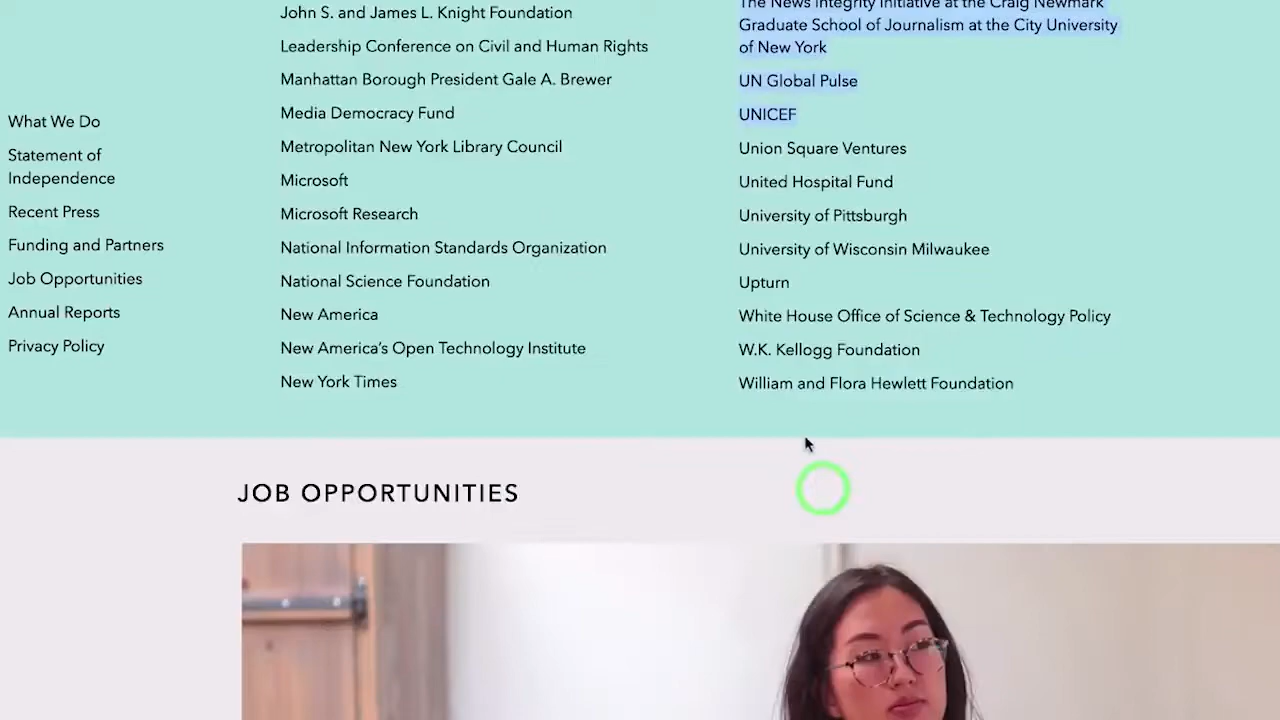 What We Do
Statement of
Independence
Recent Press
Funding and Partners
Job Opportunities
Annual Reports
Privacy Policy
John S. and James L. Knight Foundation
Leadership Conference on Civil and Human Rights
Manhattan Borough President Gale A. Brewer
Media Democracy Fund
Metropolitan New York Library Council
Microsoft
Microsoft Research
National Information Standards Organization
National Science Foundation
New America
New America’s Open Technology Institute
New York Times
The News Integrity Initiative at the Craig Newmark
Graduate School of Journalism at the City University
of New York
UN Global Pulse
UNICEF
Union Square Ventures
United Hospital Fund
University of Pittsburgh
University of Wisconsin Milwaukee
Upturn
White House Office of Science & Technology Policy
W.K. Kellogg Foundation
William and Flora Hewlett Foundation
JOB OPPORTUNITIES